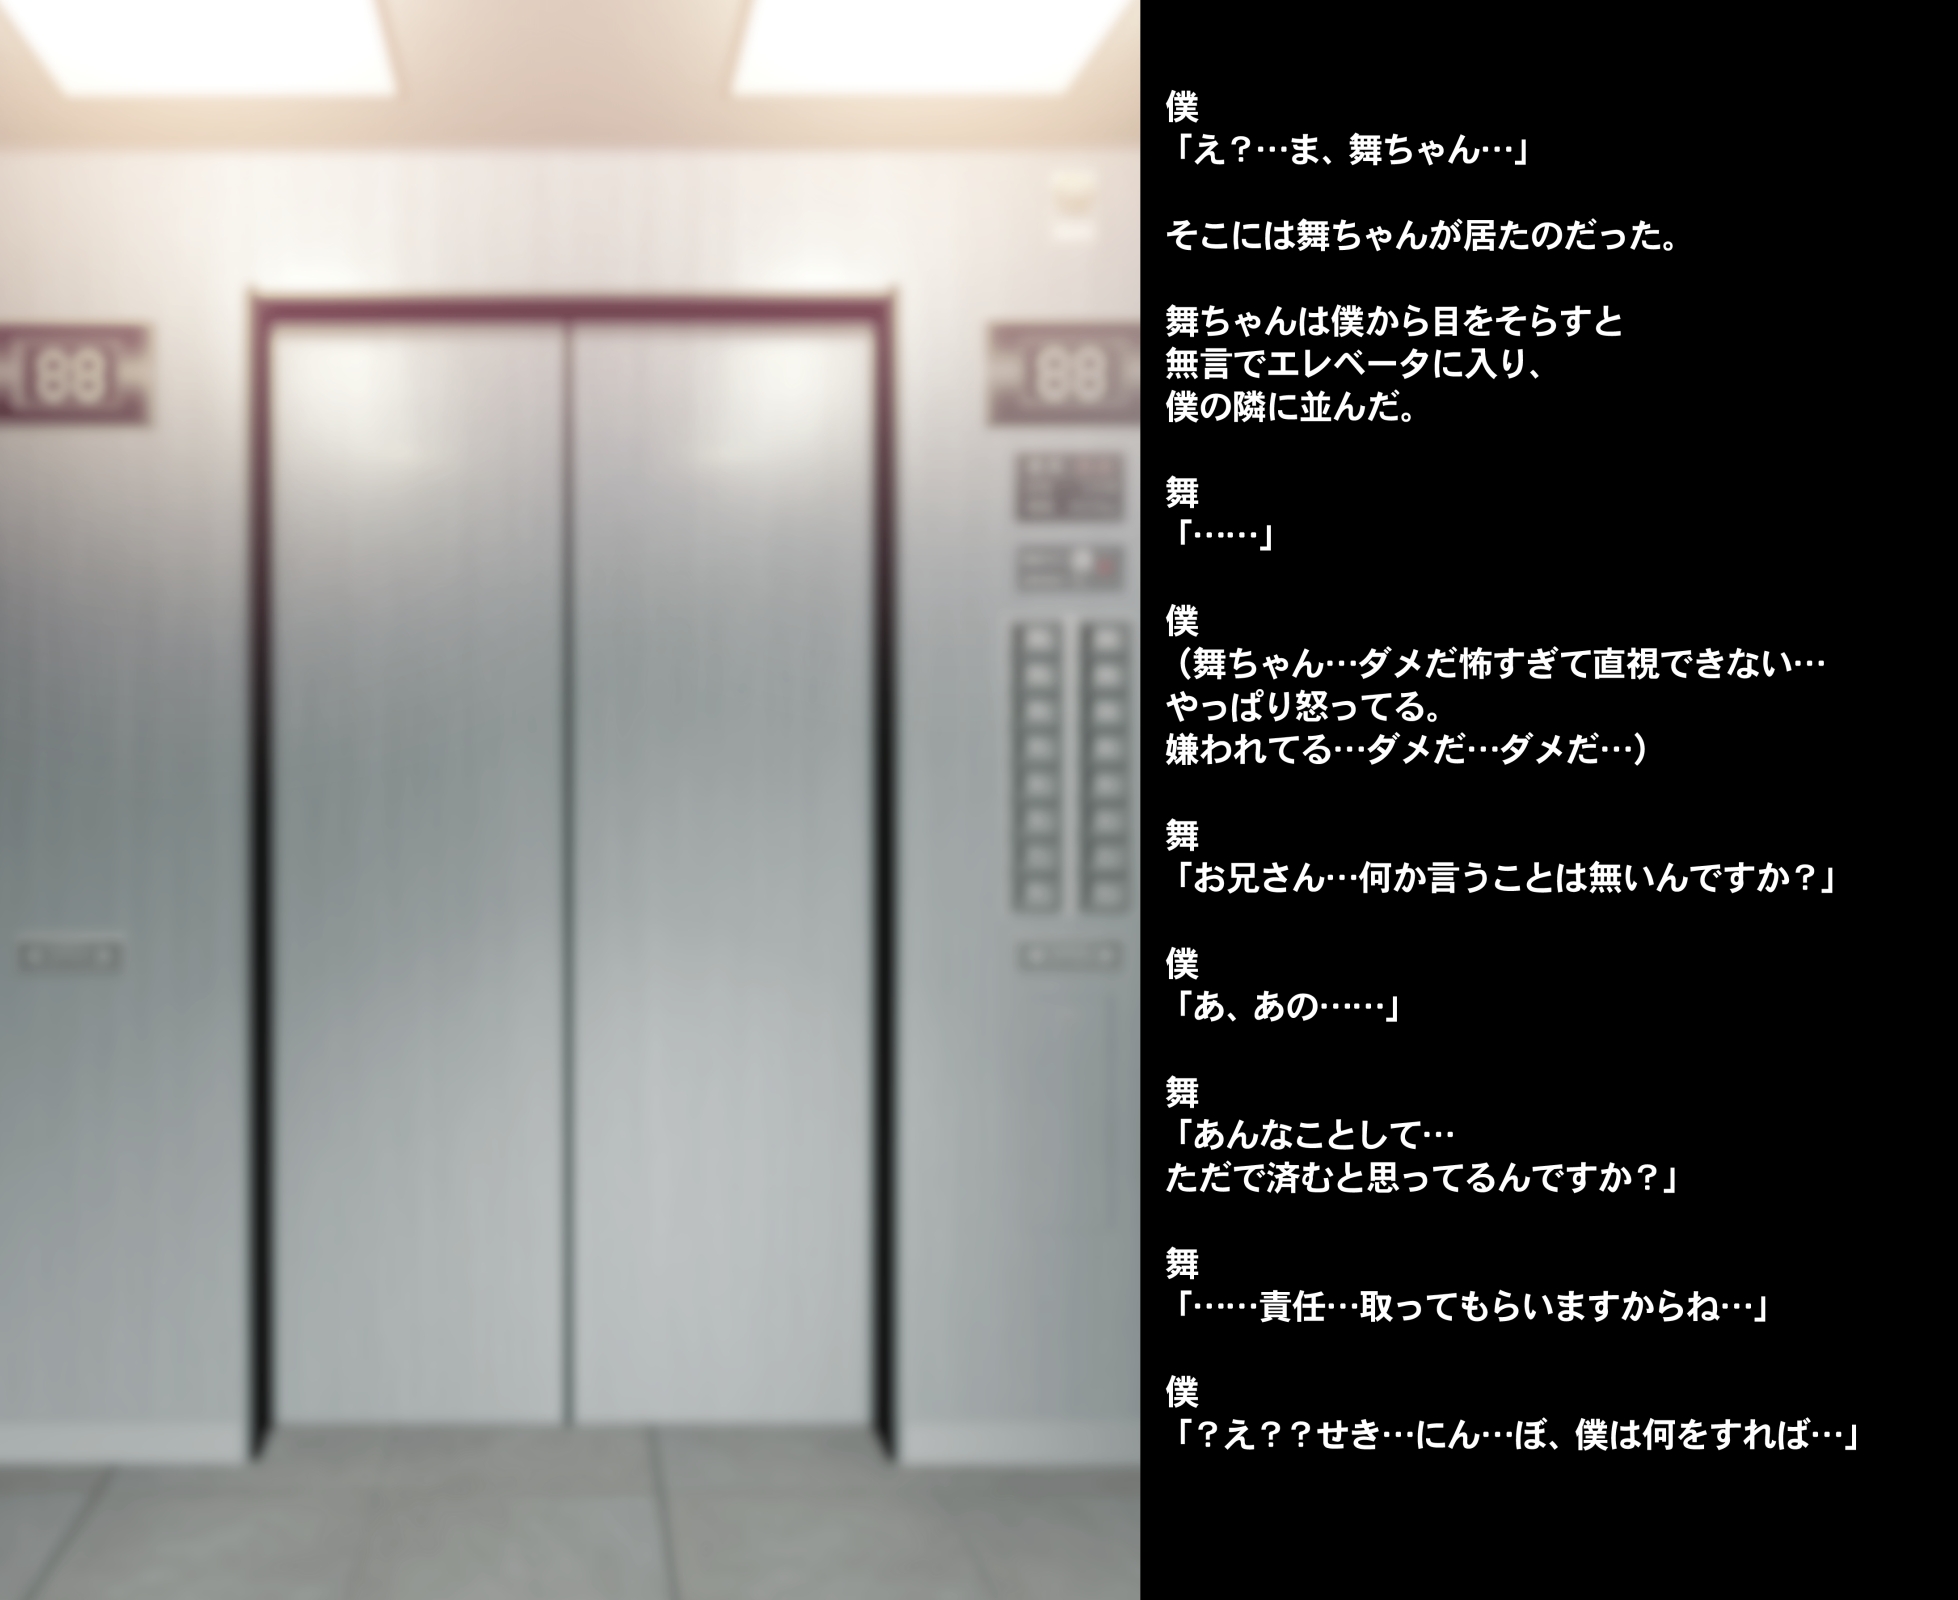 88
88
僕
「え？…ま、舞ちゃん…」
そこには舞ちゃんが居たのだった。
舞ちゃんは僕から目をそらすと
無言でエレベータに入り、
僕の隣に並んだ。
舞
「……」
僕
（舞ちゃん…ダメだ怖すぎて直視できない…
やっぱり怒ってる。
嫌われてる…ダメだ…ダメだ…）
舞
「お兄さん…何か言うことは無いんですか？」
僕
「あ、あの……」
舞
「あんなことして…
ただで済むと思ってるんですか？」
舞
「……責任…取ってもらいますからね…」
僕
「？え？？せき…にん…ぼ、僕は何をすれば…」